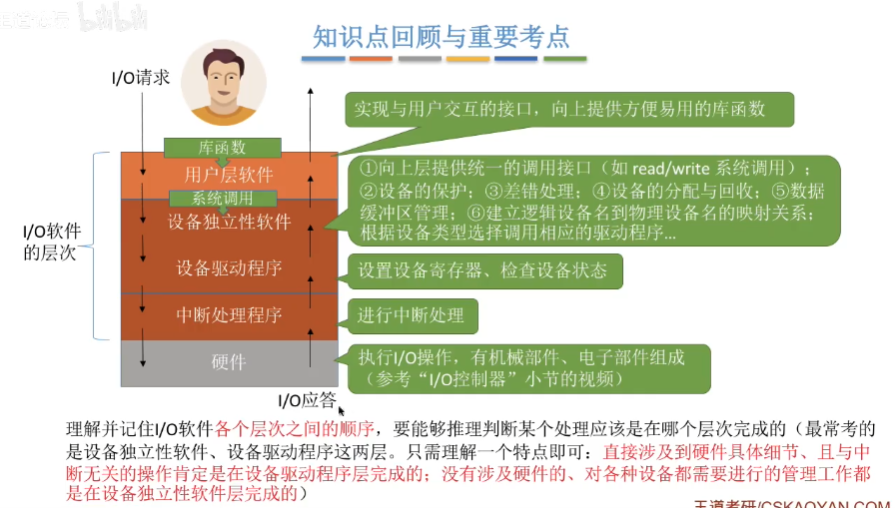 bilibili
知识点回顾与重要考点
I/O请求
实现与用户交互的接口，向上提供方便易用的库函数
库函数
用户层软件
①向上层提供统一的调用接口（如 read/write 系统调用）；
②设备的保护；③差错处理；④设备的分配与回收；⑤数据
缓冲区管理；⑥建立逻辑设备名到物理设备名的映射关系；
根据设备类型选择调用相应的驱动程序...
系统调用
设备独立性软件
I/O软件
的层次
设备驱动程序
设置设备寄存器、检查设备状态
中断处理程序
进行中断处理
硬件
执行I/O操作，有机械部件、电子部件组成
（参考“I/O控制器”小节的视频）
I/O应答
理解并记住I/O软件各个层次之间的顺序，要能够推理判断某个处理应该是在哪个层次完成的（最常考的
是设备独立性软件、设备驱动程序这两层。只需理解一个特点即可：直接涉及到硬件具体细节、且与中
断无关的操作肯定是在设备驱动程序层完成的；没有涉及硬件的、对各种设备都需要进行的管理工作都
是在设备独立性软件层完成的）
王道考研/CSKAOYAN.COM